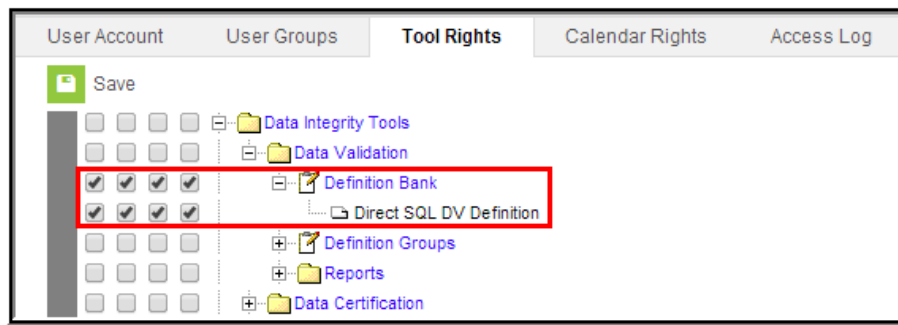 User Account User Groups Tool Rights Calendar Rights Access Log
Save
Data Integrity Tools
Data Validation
Definition Bank
Direct SQL DV Definition
Definition Groups
Reports
Data Certification